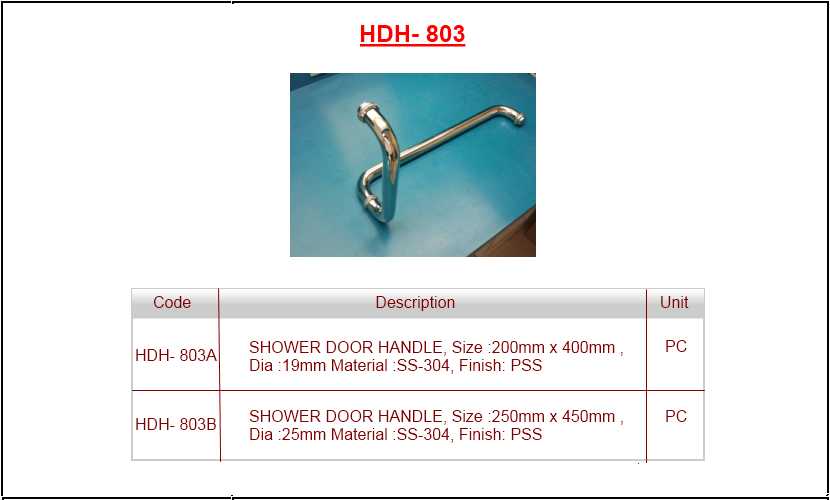 HDH- 803
Code Description Unit
HDH- 803A
SHOWER DOOR HANDLE, Size :200mm x 400mm ,
Dia :19mm Material :SS-304, Finish: PSS
PC
HDH- 803B
SHOWER DOOR HANDLE, Size :250mm x 450mm ,
Dia :25mm Material :SS-304, Finish: PSS
PC